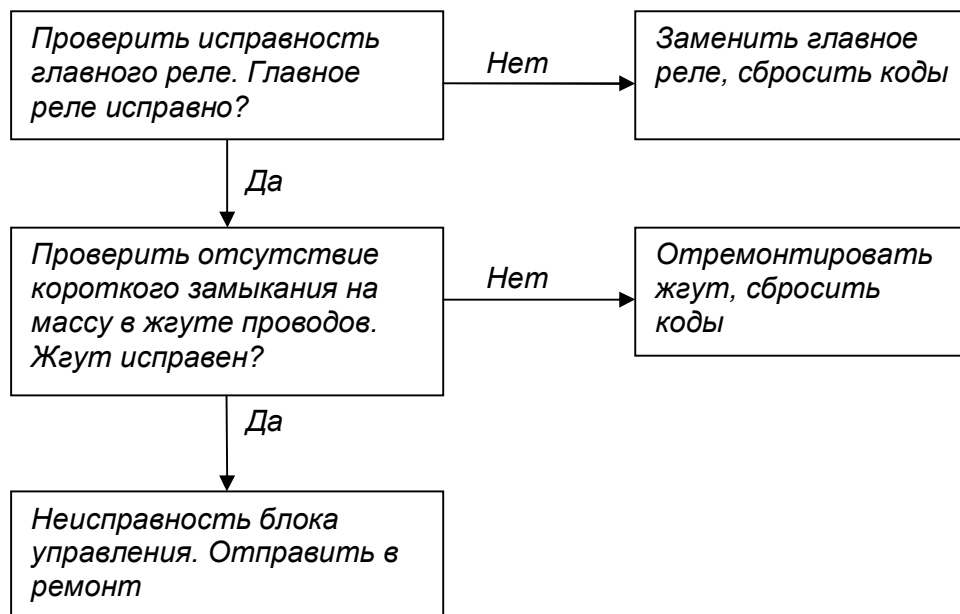 Проверить исправность
главного реле. Главное
реле исправно?
Нет
Заменить главное
реле, сбросить коды
Да
Проверить отсутствие
короткого замыкания на
массу в жгуте проводов.
Жгут исправен?
Нет
Отремонтировать
жгут, сбросить
коды
Да
Неисправность блока
управления. Отправить в
ремонт